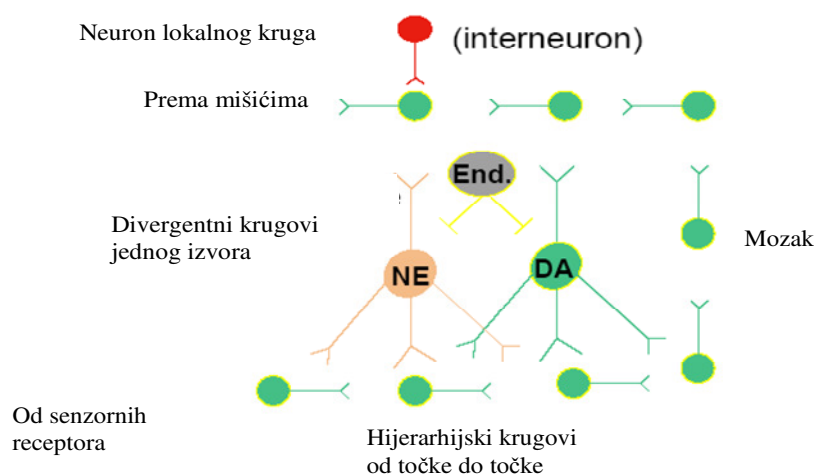 Neuron lokalnog kruga
(interneuron)
Prema mišićima
End.
Divergentni krugovi
jednog izvora
Mozak
NE
DA
Od senzornih
receptora
Hijerarhijski krugovi
od točke do točke